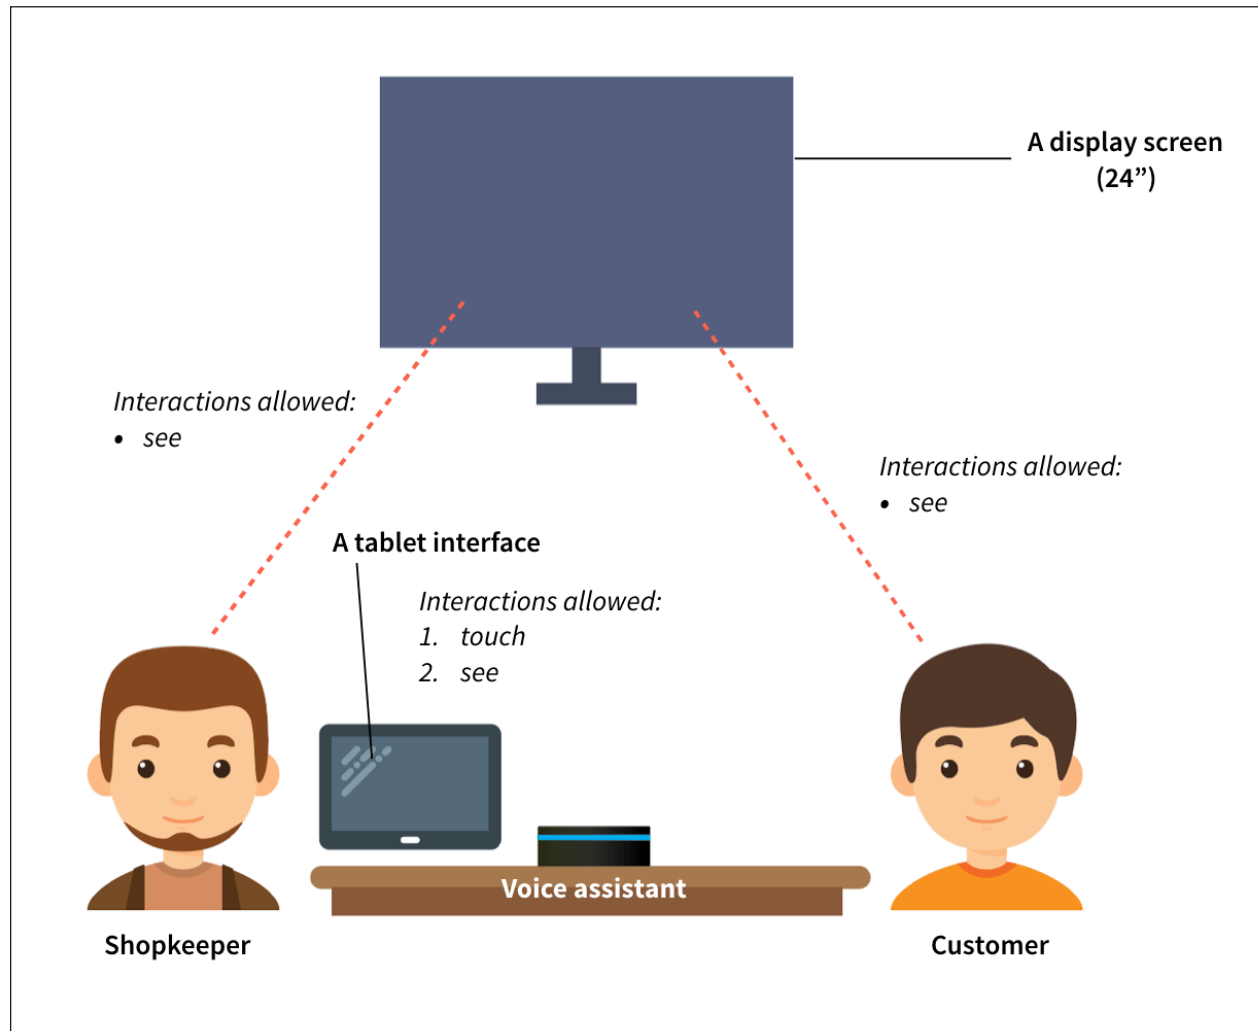 A display screen
(24”)
Interactions allowed:
• see
Interactions allowed:
• see
A tablet interface
Interactions allowed:
1. touch
2. see
Voice assistant
Shopkeeper
Customer